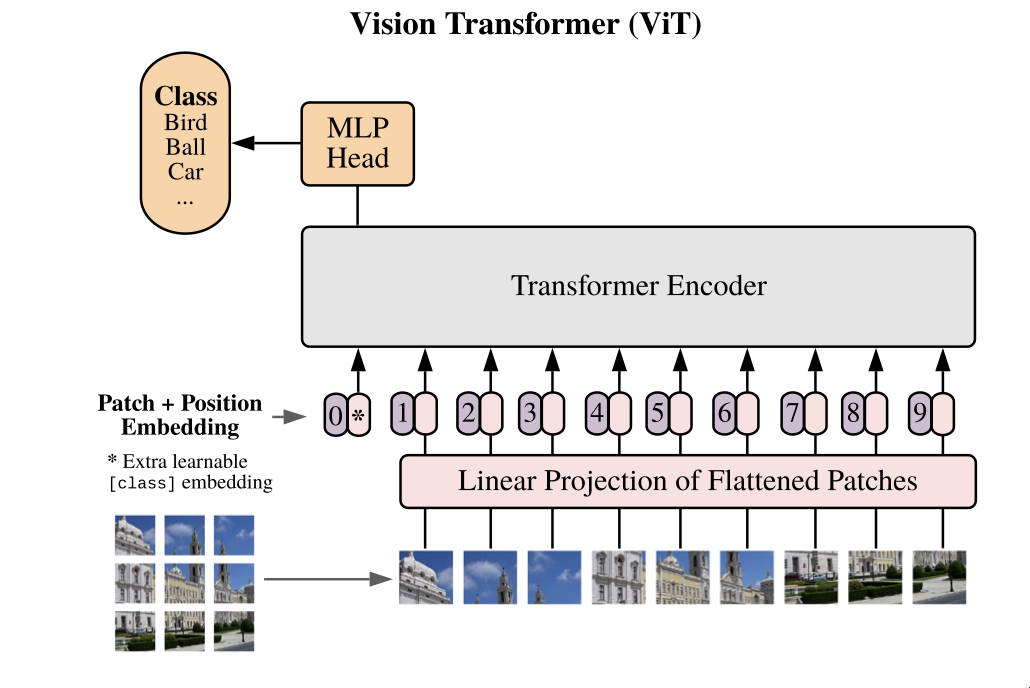 Vision Transformer (ViT)
Class
Bird
Ball
Car
...
MLP
Head
Transformer Encoder
Patch + Position
Embedding
0 * 1 2 3 4 5 6 7 8 9
* Extra learnable
[class] embedding
Linear Projection of Flattened Patches